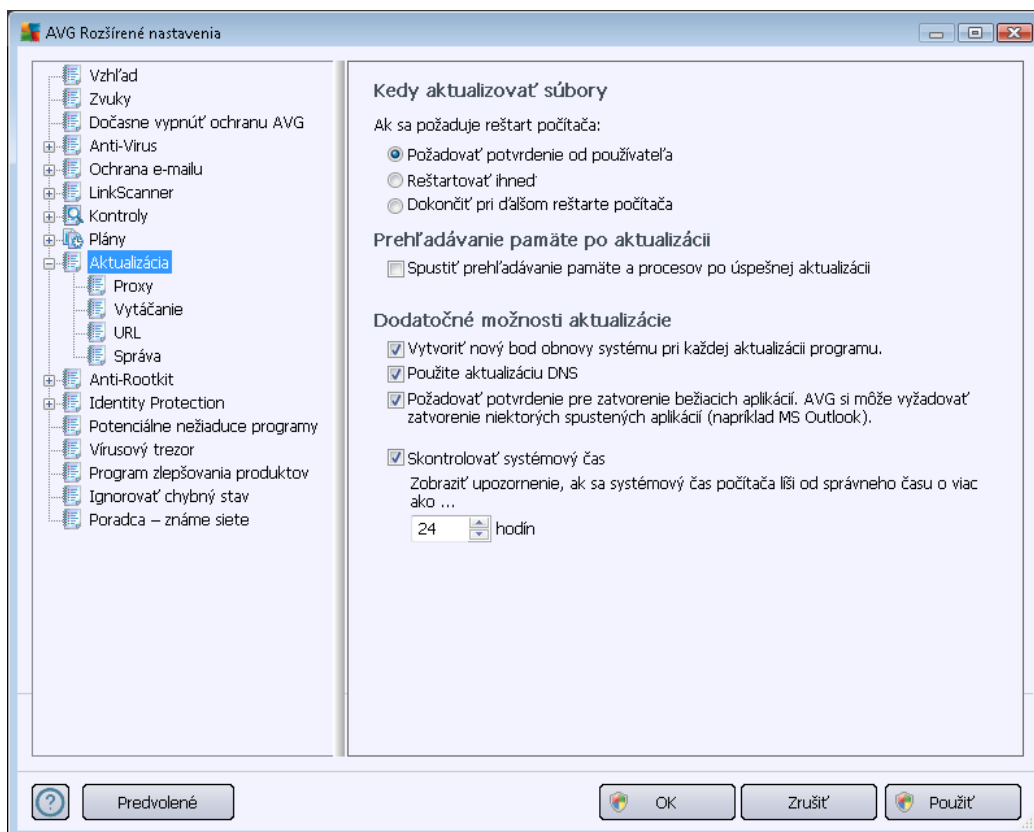 AVG Rozšírené nastavenia
Vzhľad
Zvuky
Dočasne vypnúť ochranu AVG
Anti-Virus
Ochrana e-mailu
LinkScanner
Kontroly
Plány
Aktualizácia
Proxy
Vytáčanie
URL
Správa
Anti-Rootkit
Identity Protection
Potenciálne nežiaduce programy
Vírusový trezor
Program zlepšovania produktov
Ignorovať chybný stav
Poradca – známe siete
Kedy aktualizovať súbory
Ak sa požaduje reštart počítača:
Požadovať potvrdenie od používateľa
Reštartovať ihneď
Dokončiť pri ďalšom reštarte počítača
Prehľadávanie pamäte po aktualizácii
Spustiť prehľadávanie pamäte a procesov po úspešnej aktualizácii
Dodatočné možnosti aktualizácie
Vytvoriť nový bod obnovy systému pri každej aktualizácii programu.
Použite aktualizáciu DNS
Požadovať potvrdenie pre zatvorenie bežiacich aplikácií. AVG si môže vyžadovať
zatvorenie niektorých spustených aplikácií (napríklad MS Outlook).
Skontrolovať systémový čas
Zobraziť upozornenie, ak sa systémový čas počítača líši od správneho času o viac
ako ...
24 hodín
Predvolené
OK
Zrušiť
Použiť